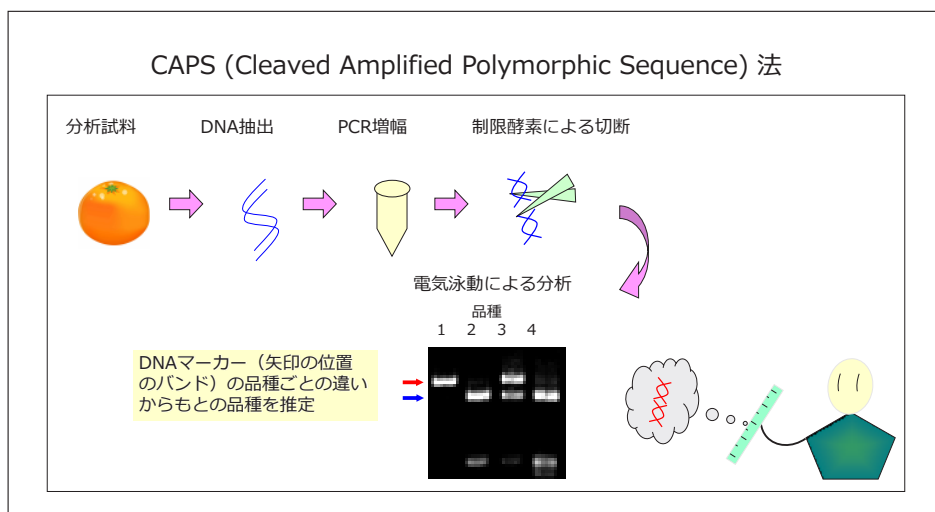 CAPS (Cleaved Amplified Polymorphic Sequence) 法
分析試料
DNA抽出
PCR増幅
制限酵素による切断
電気泳動による分析
品種
1 2 3 4
DNAマーカー（矢印の位置
のバンド）の品種ごとの違い
からもとの品種を推定